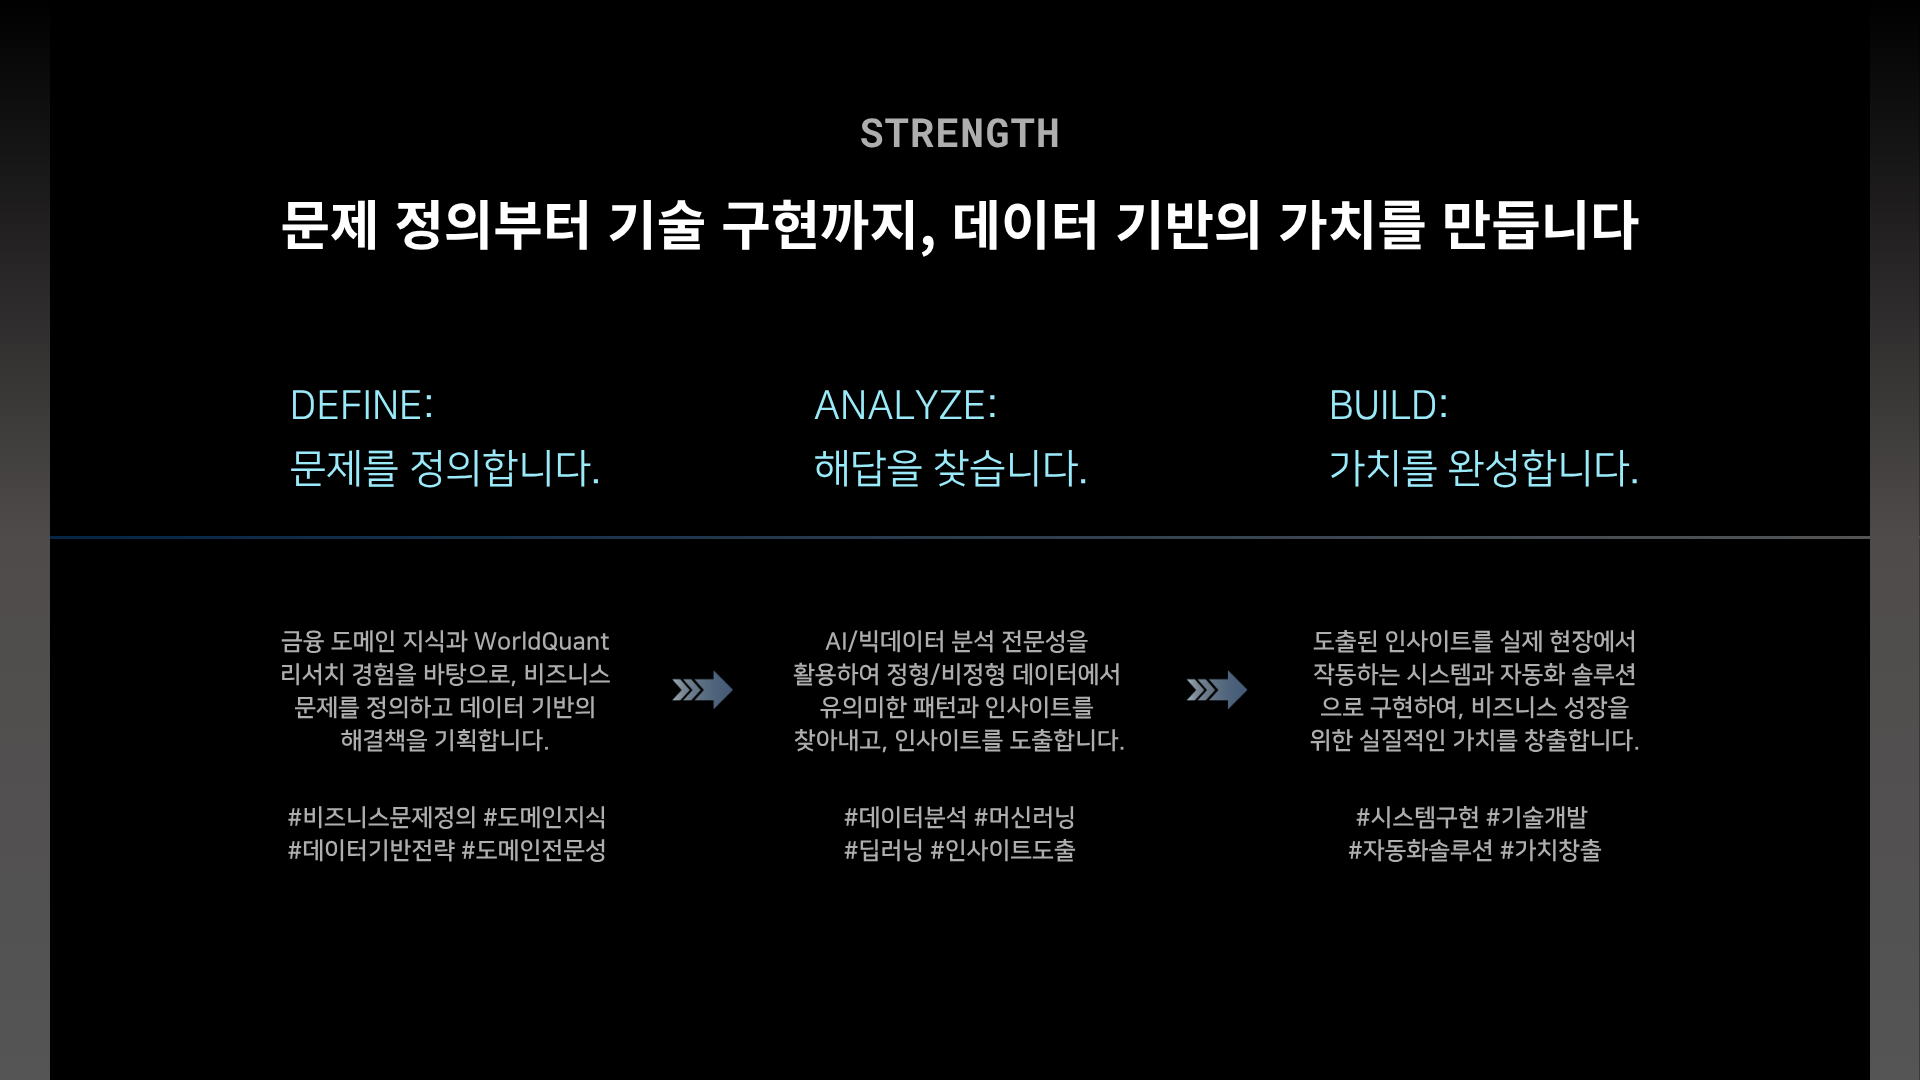 STRENGTH
문제 정의부터 기술 구현까지, 데이터 기반의 가치를 만듭니다
DEFINE:
문제를 정의합니다.
ANALYZE:
해답을 찾습니다.
BUILD:
가치를 완성합니다.
금융 도메인 지식과 WorldQuant
리서치 경험을 바탕으로, 비즈니스
문제를 정의하고 데이터 기반의
해결책을 기획합니다.
#비즈니스문제정의 #도메인지식
#데이터기반전략 #도메인전문성
AI/빅데이터 분석 전문성을
활용하여 정형/비정형 데이터에서
유의미한 패턴과 인사이트를
찾아내고, 인사이트를 도출합니다.
#데이터분석 #머신러닝
#딥러닝 #인사이트도출
도출된 인사이트를 실제 현장에서
작동하는 시스템과 자동화 솔루션
으로 구현하여, 비즈니스 성장을
위한 실질적인 가치를 창출합니다.
#시스템구현 #기술개발
#자동화솔루션 #가치창출